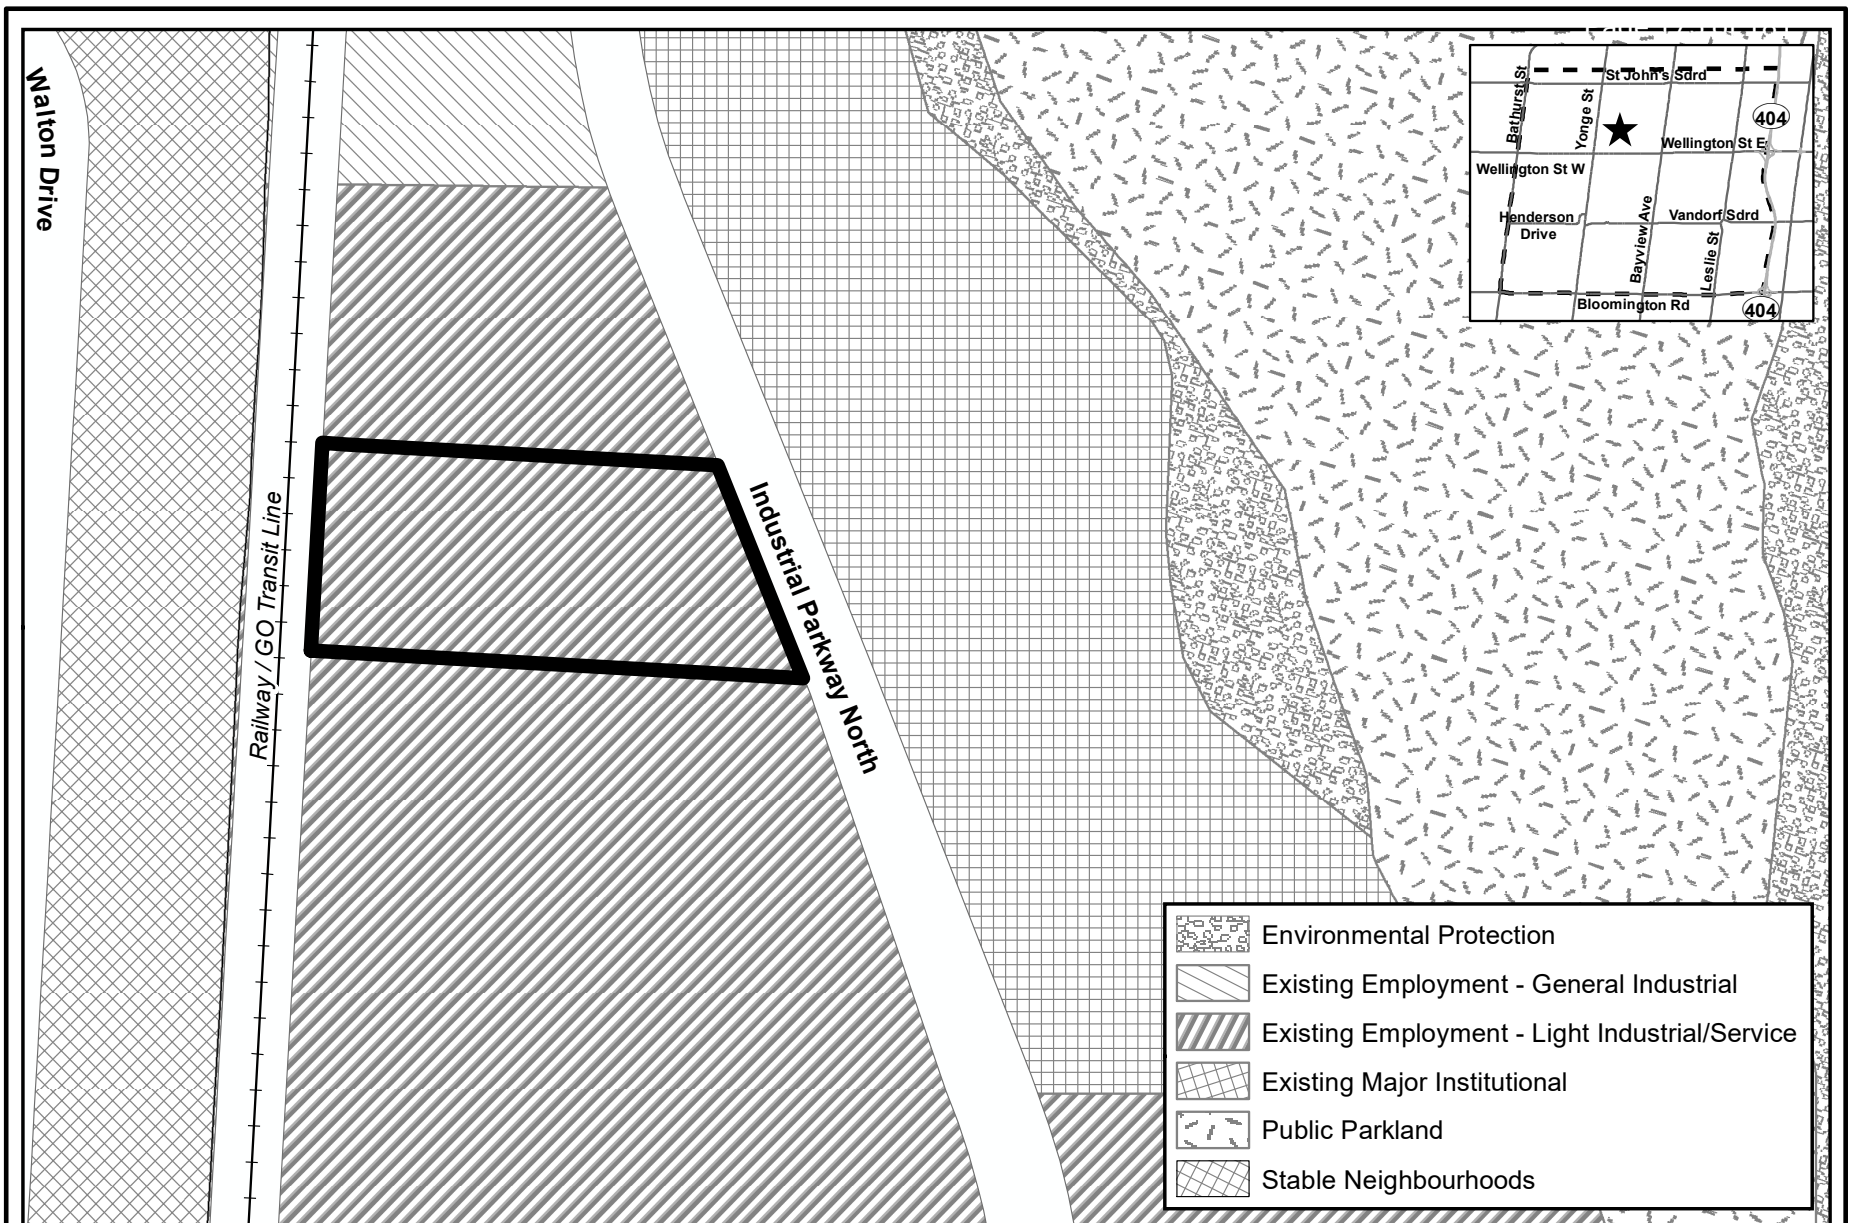 Walton Drive
Railway / GO Transit Line
Industrial Parkway North
St John's Sdrd
Bathurst St
Yonge St
404
Wellington St E
Wellington St W
Henderson
Drive
Bayview Ave
Vandorf Sdrd
Leslie St
Bloomington Rd
404
Environmental Protection
Existing Employment - General Industrial
Existing Employment - Light Industrial/Service
Existing Major Institutional
Public Parkland
Stable Neighbourhoods